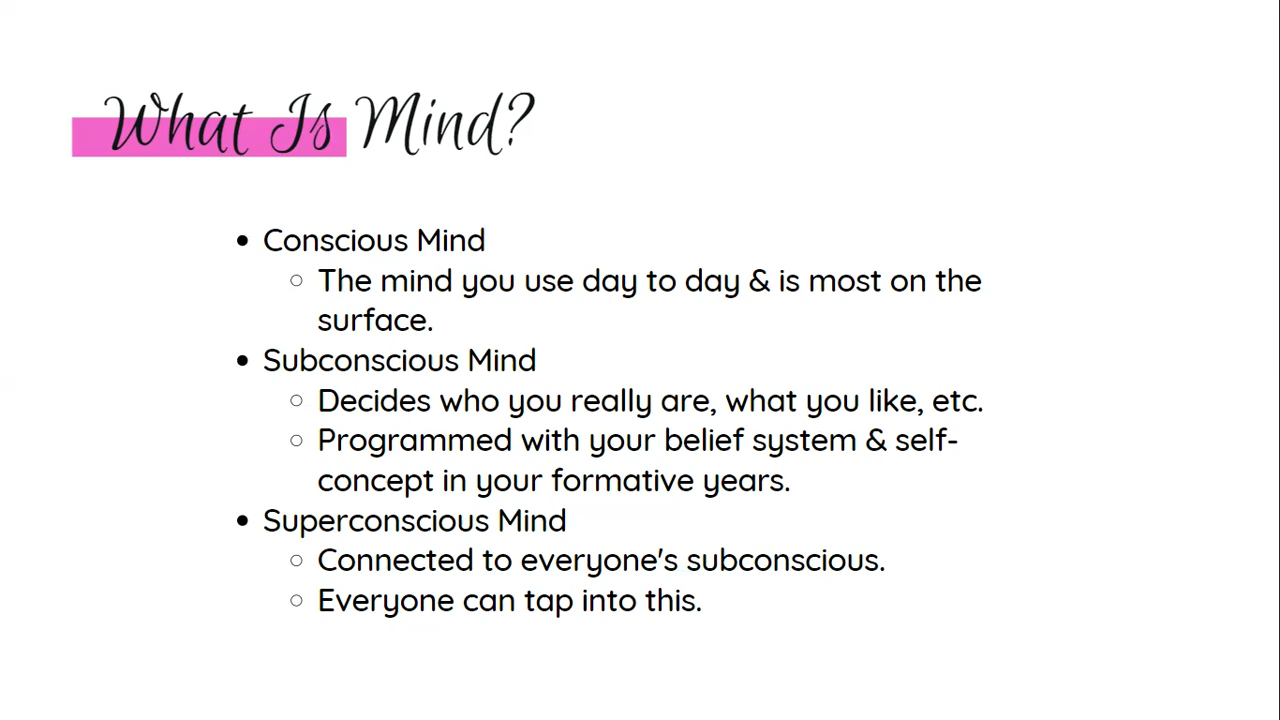 What Is Mind?
• Conscious Mind
○ The mind you use day to day & is most on the
surface.
• Subconscious Mind
○ Decides who you really are, what you like, etc.
○ Programmed with your belief system & self-
concept in your formative years.
• Superconscious Mind
○ Connected to everyone's subconscious.
○ Everyone can tap into this.